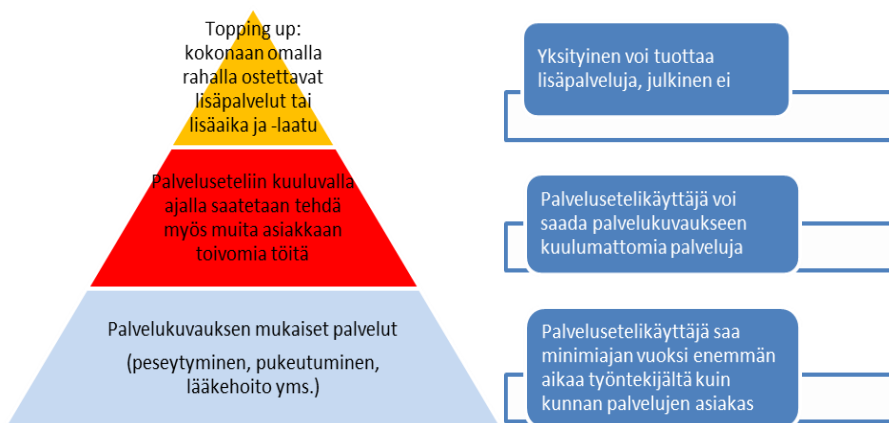 Topping up:
kokonaan omalla
rahalla ostettavat
lisäpalvelut tai
lisäaika ja -laatu
Yksityinen voi tuottaa
lisäpalveluja, julkinen ei
Palveluseteliin kuuluvalla
ajalla saatetaan tehdä
myös muita asiakkaan
toivomia töitä
Palvelusetelikäyttäjä voi
saada palvelukuvaukseen
kuulumattomia palveluja
Palvelukuvauksen mukaiset palvelut
(peseytyminen, pukeutuminen,
lääkehoito yms.)
Palvelusetelikäyttäjä saa
minimiajan vuoksi enemmän
aikaa työntekijältä kuin
kunnan palvelujen asiakas